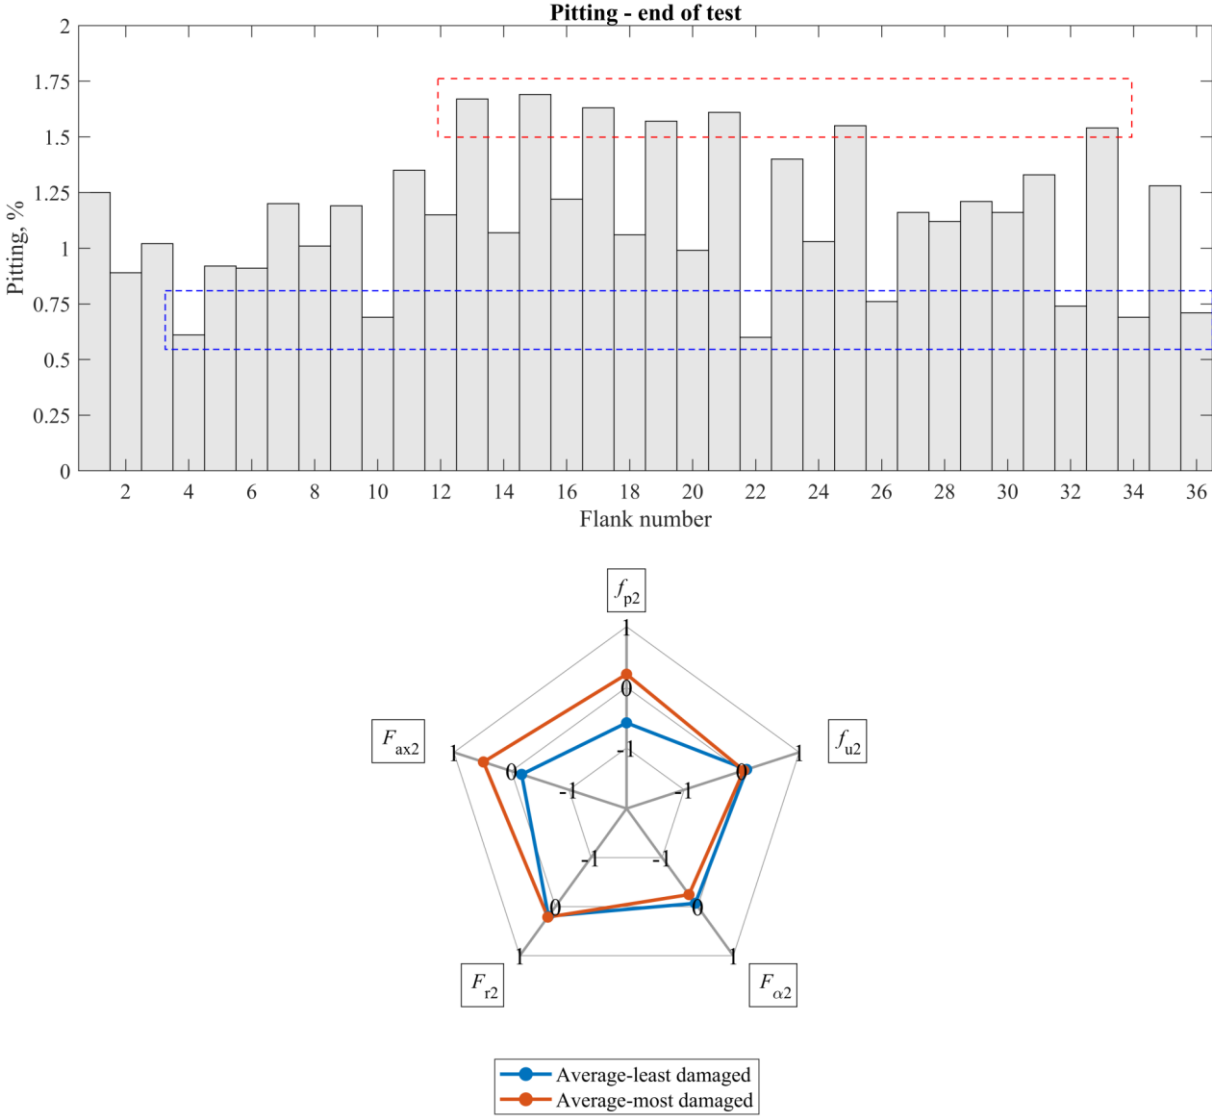 Pitting - end of test
2
1.75
1.5
1.25
1
0.75
0.5
0.25
0
Pitting, %
2 4 6 8 10 12 14 16 18 20 22 24 26 28 30 32 34 36
Flank number
fp2
1
0
-1
Fax2
1 0 -1
-1 0 1
fu2
-1 -1
0 0
1 1
Fr2
Fα2
Average-least damaged
Average-most damaged